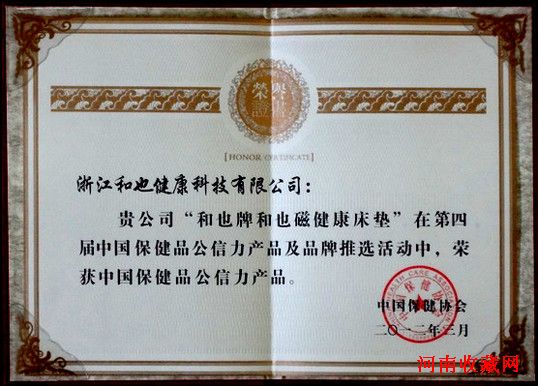 榮興
證書
[HONOR CERTIFICATE]
浙江和也健康科技有限公司：
贵公司“和也牌和也磁健康床垫”在第四
届中国保健品公信力产品及品牌推选活动中，荣
获中国保健品公信力产品。
中国保健协会
二〇一二年三月
河南收藏网